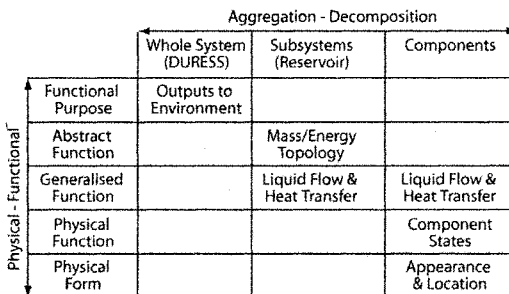 Aggregation - Decomposition
Whole System
(DURESS)
Subsystems
(Reservoir)
Components
Physical - Functional
Functional
Purpose
Outputs to
Environment
Abstract
Function
Mass/Energy
Topology
Generalised
Function
Liquid Flow &
Heat Transfer
Liquid Flow &
Heat Transfer
Physical
Function
Component
States
Physical
Form
Appearance
& Location